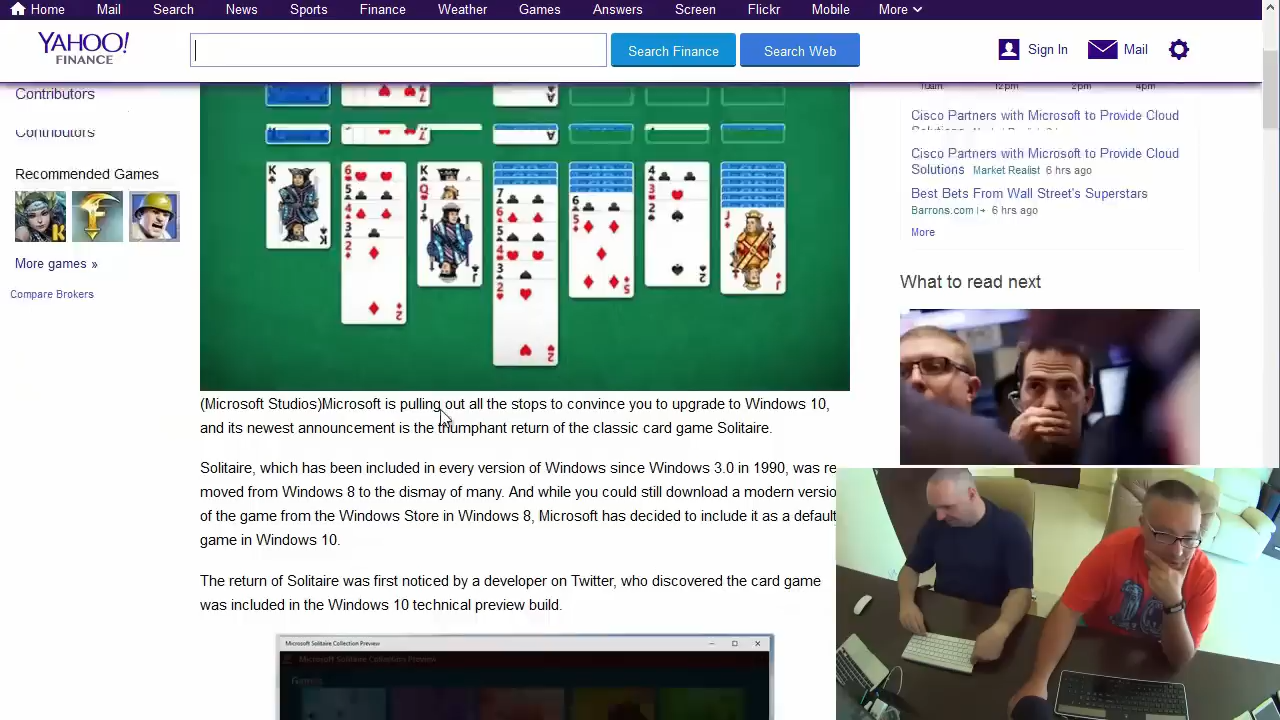 Home Mail Search News Sports Finance Weather Games Answers Screen Flickr Mobile More
YAHOO!
FINANCE
Search Finance
Search Web
Sign In
Mail
Contributors
Contributors
Recommended Games
More games »
Compare Brokers
10am 12pm 2pm 4pm
Cisco Partners with Microsoft to Provide Cloud
Cisco Partners with Microsoft to Provide Cloud
Solutions Market Realist 6 hrs ago
Best Bets From Wall Street's Superstars
Barrons.com 6 hrs ago
More
What to read next
(Microsoft Studios)Microsoft is pulling out all the stops to convince you to upgrade to Windows 10,
and its newest announcement is the triumphant return of the classic card game Solitaire.
Solitaire, which has been included in every version of Windows since Windows 3.0 in 1990, was re
moved from Windows 8 to the dismay of many. And while you could still download a modern versio
of the game from the Windows Store in Windows 8, Microsoft has decided to include it as a default
game in Windows 10.
The return of Solitaire was first noticed by a developer on Twitter, who discovered the card game
was included in the Windows 10 technical preview build.
Microsoft Solitaire Collection Preview
Microsoft Solitaire Collection Preview
Games